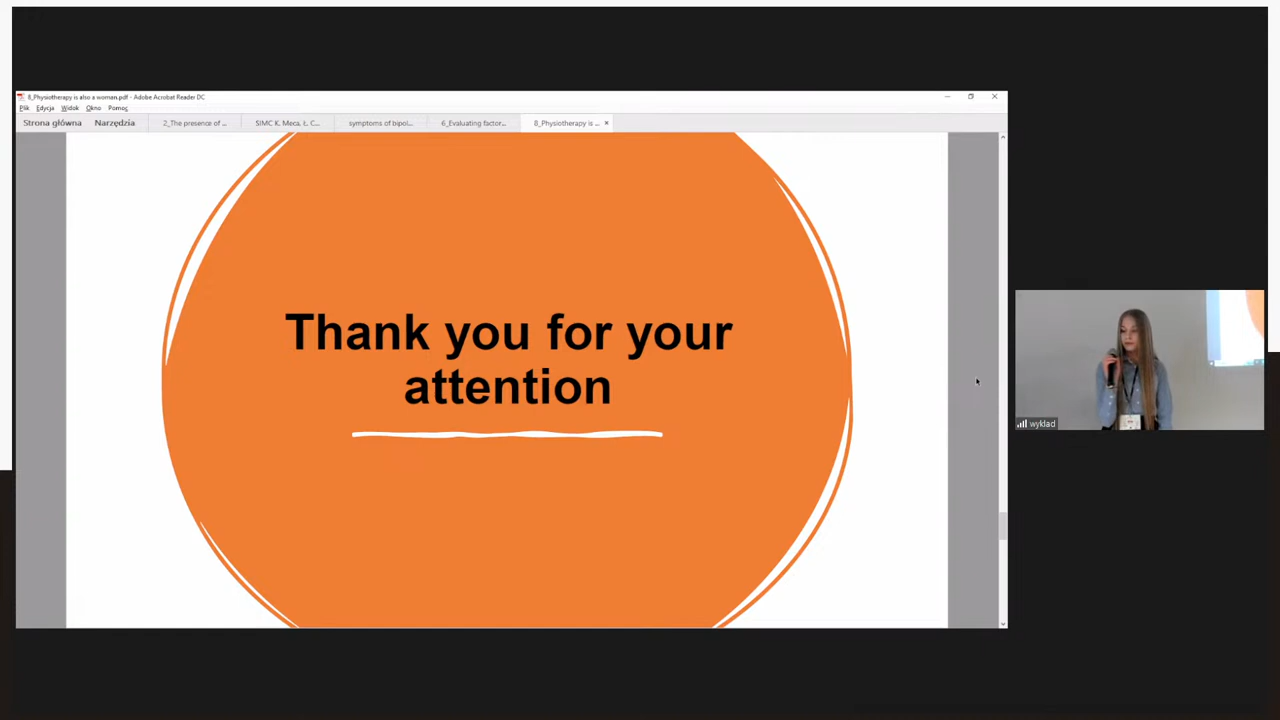 8_Physiotherapy is also a woman.pdf - Adobe Acrobat Reader DC
Plik Edycja Widok Okno Pomoc
Strona główna Narzędzia 2_The presence of ... SIMC K. Meca, Ł. C... symptoms of bipol... 6_Evaluating factor... 8_Physiotherapy is ... ×
Thank you for your
attention
wyklad